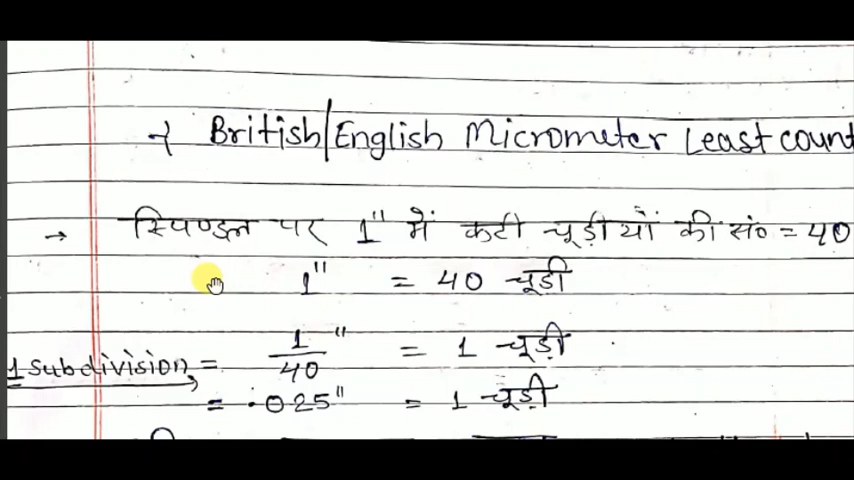 → British/English Micrometer Least count
→ स्पिण्डल पर 1" में कटी चूड़ीयों की सं० = 40
1" = 40 चूड़ी
1 Subdivision = 1/40" = 1 चूड़ी
= .025" = 1 चूड़ी